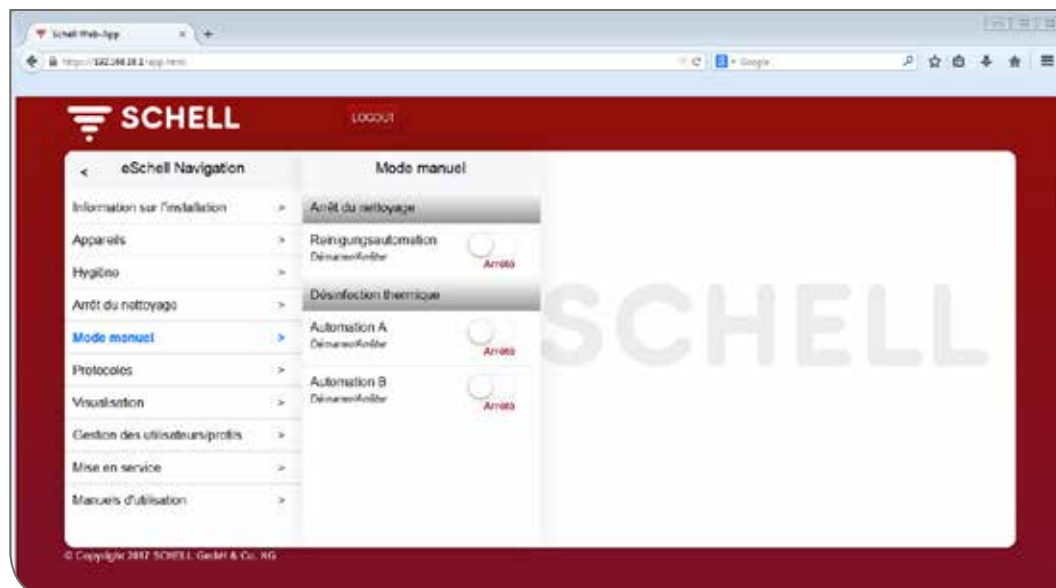 Schell Web-App
Google
SCHELL
LOGOUT
< eSchell Navigation
Mode manuel
Information sur l'installation >
Appareils >
Hygiène >
Arrêt du nettoyage >
Mode manuel >
Protocoles >
Visualisation >
Gestion des utilisateurs/profils >
Mise en service >
Manuels d'utilisation >
Arrêt du nettoyage
Reinigungsautomation
Démarrer/Arrêter
Arrêté
Désinfection thermique
Automation A
Démarrer/Arrêter
Arrêté
Automation B
Démarrer/Arrêter
Arrêté
SCHELL
© Copyright 2017 SCHELL GmbH & Co. KG